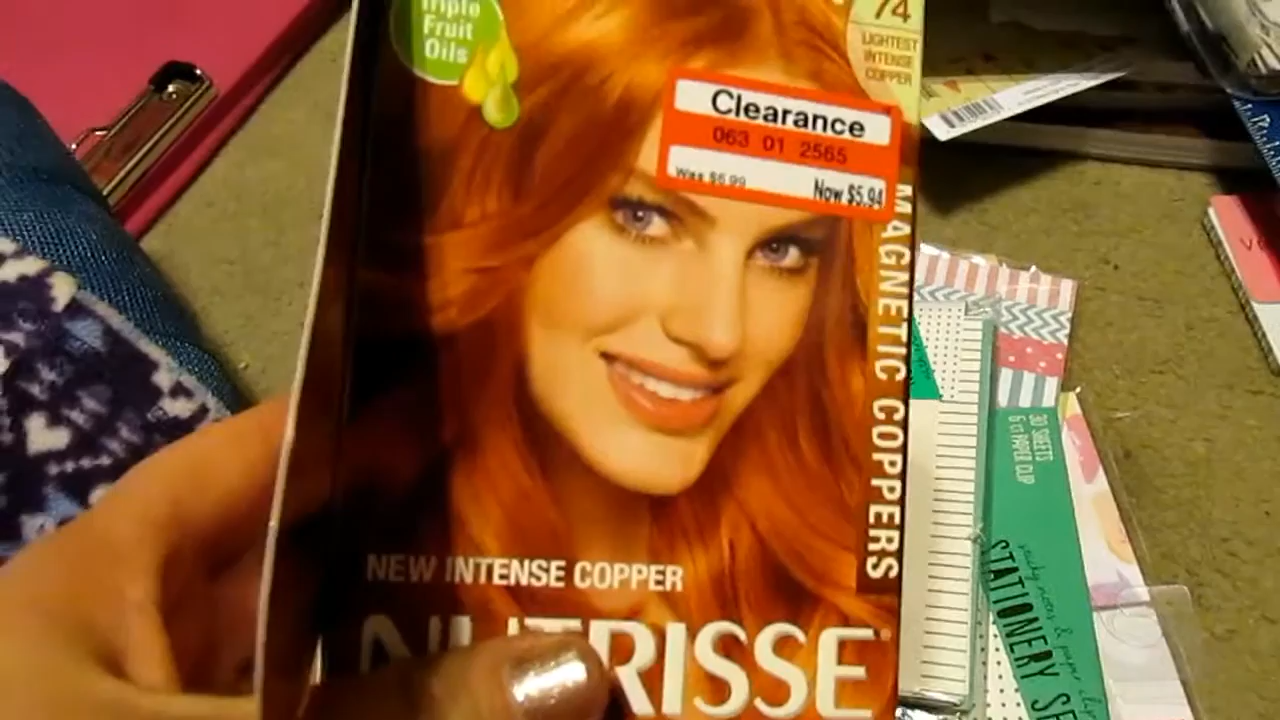 Triple
Fruit
Oils
74
LIGHTEST
INTENSE
COPPER
Clearance
063 01 2565
Was $6.99
Now $5.94
MAGNETIC COPPERS
NEW INTENSE COPPER
NUTRISSE
30 SHEETS
6 CT PAPER CLIP
STATIONERY SE